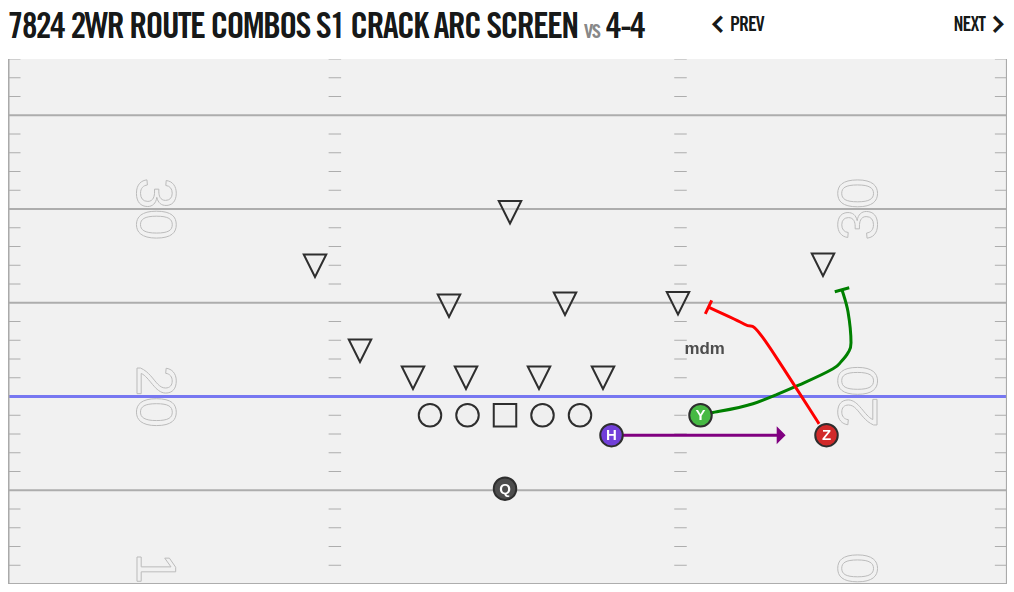 7824 2WR ROUTE COMBOS S1 CRACK ARC SCREEN VS 4-4
PREV
NEXT
30
30
mdm
20
20
Y
H
Z
Q
1
0